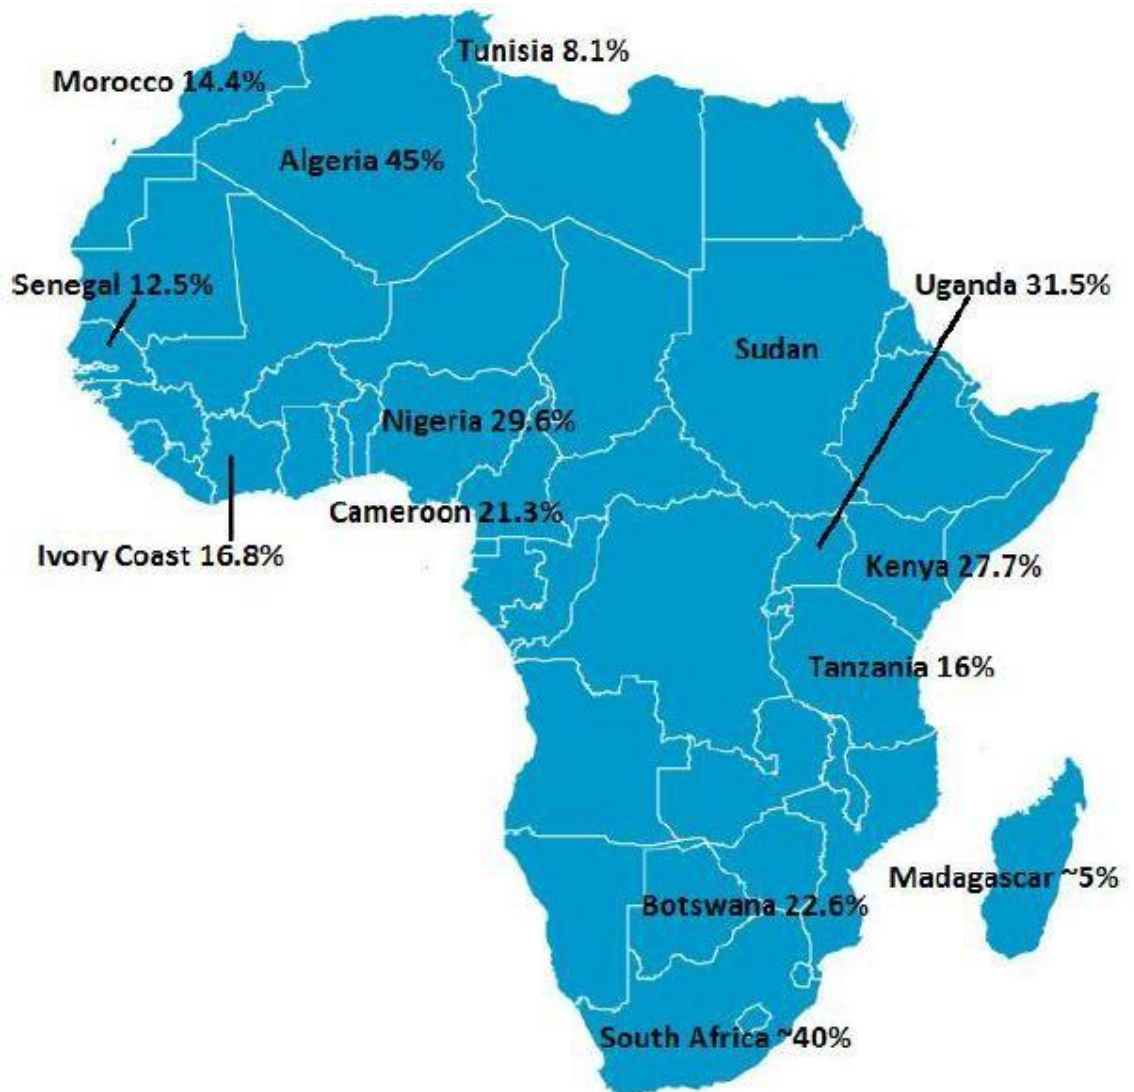 Tunisia 8.1%
Morocco 14.4%
Algeria 45%
Senegal 12.5%
Uganda 31.5%
Sudan
Nigeria 29.6%
Cameroon 21.3%
Ivory Coast 16.8%
Kenya 27.7%
Tanzania 16%
Madagascar ~5%
Botswana 22.6%
South Africa ~40%